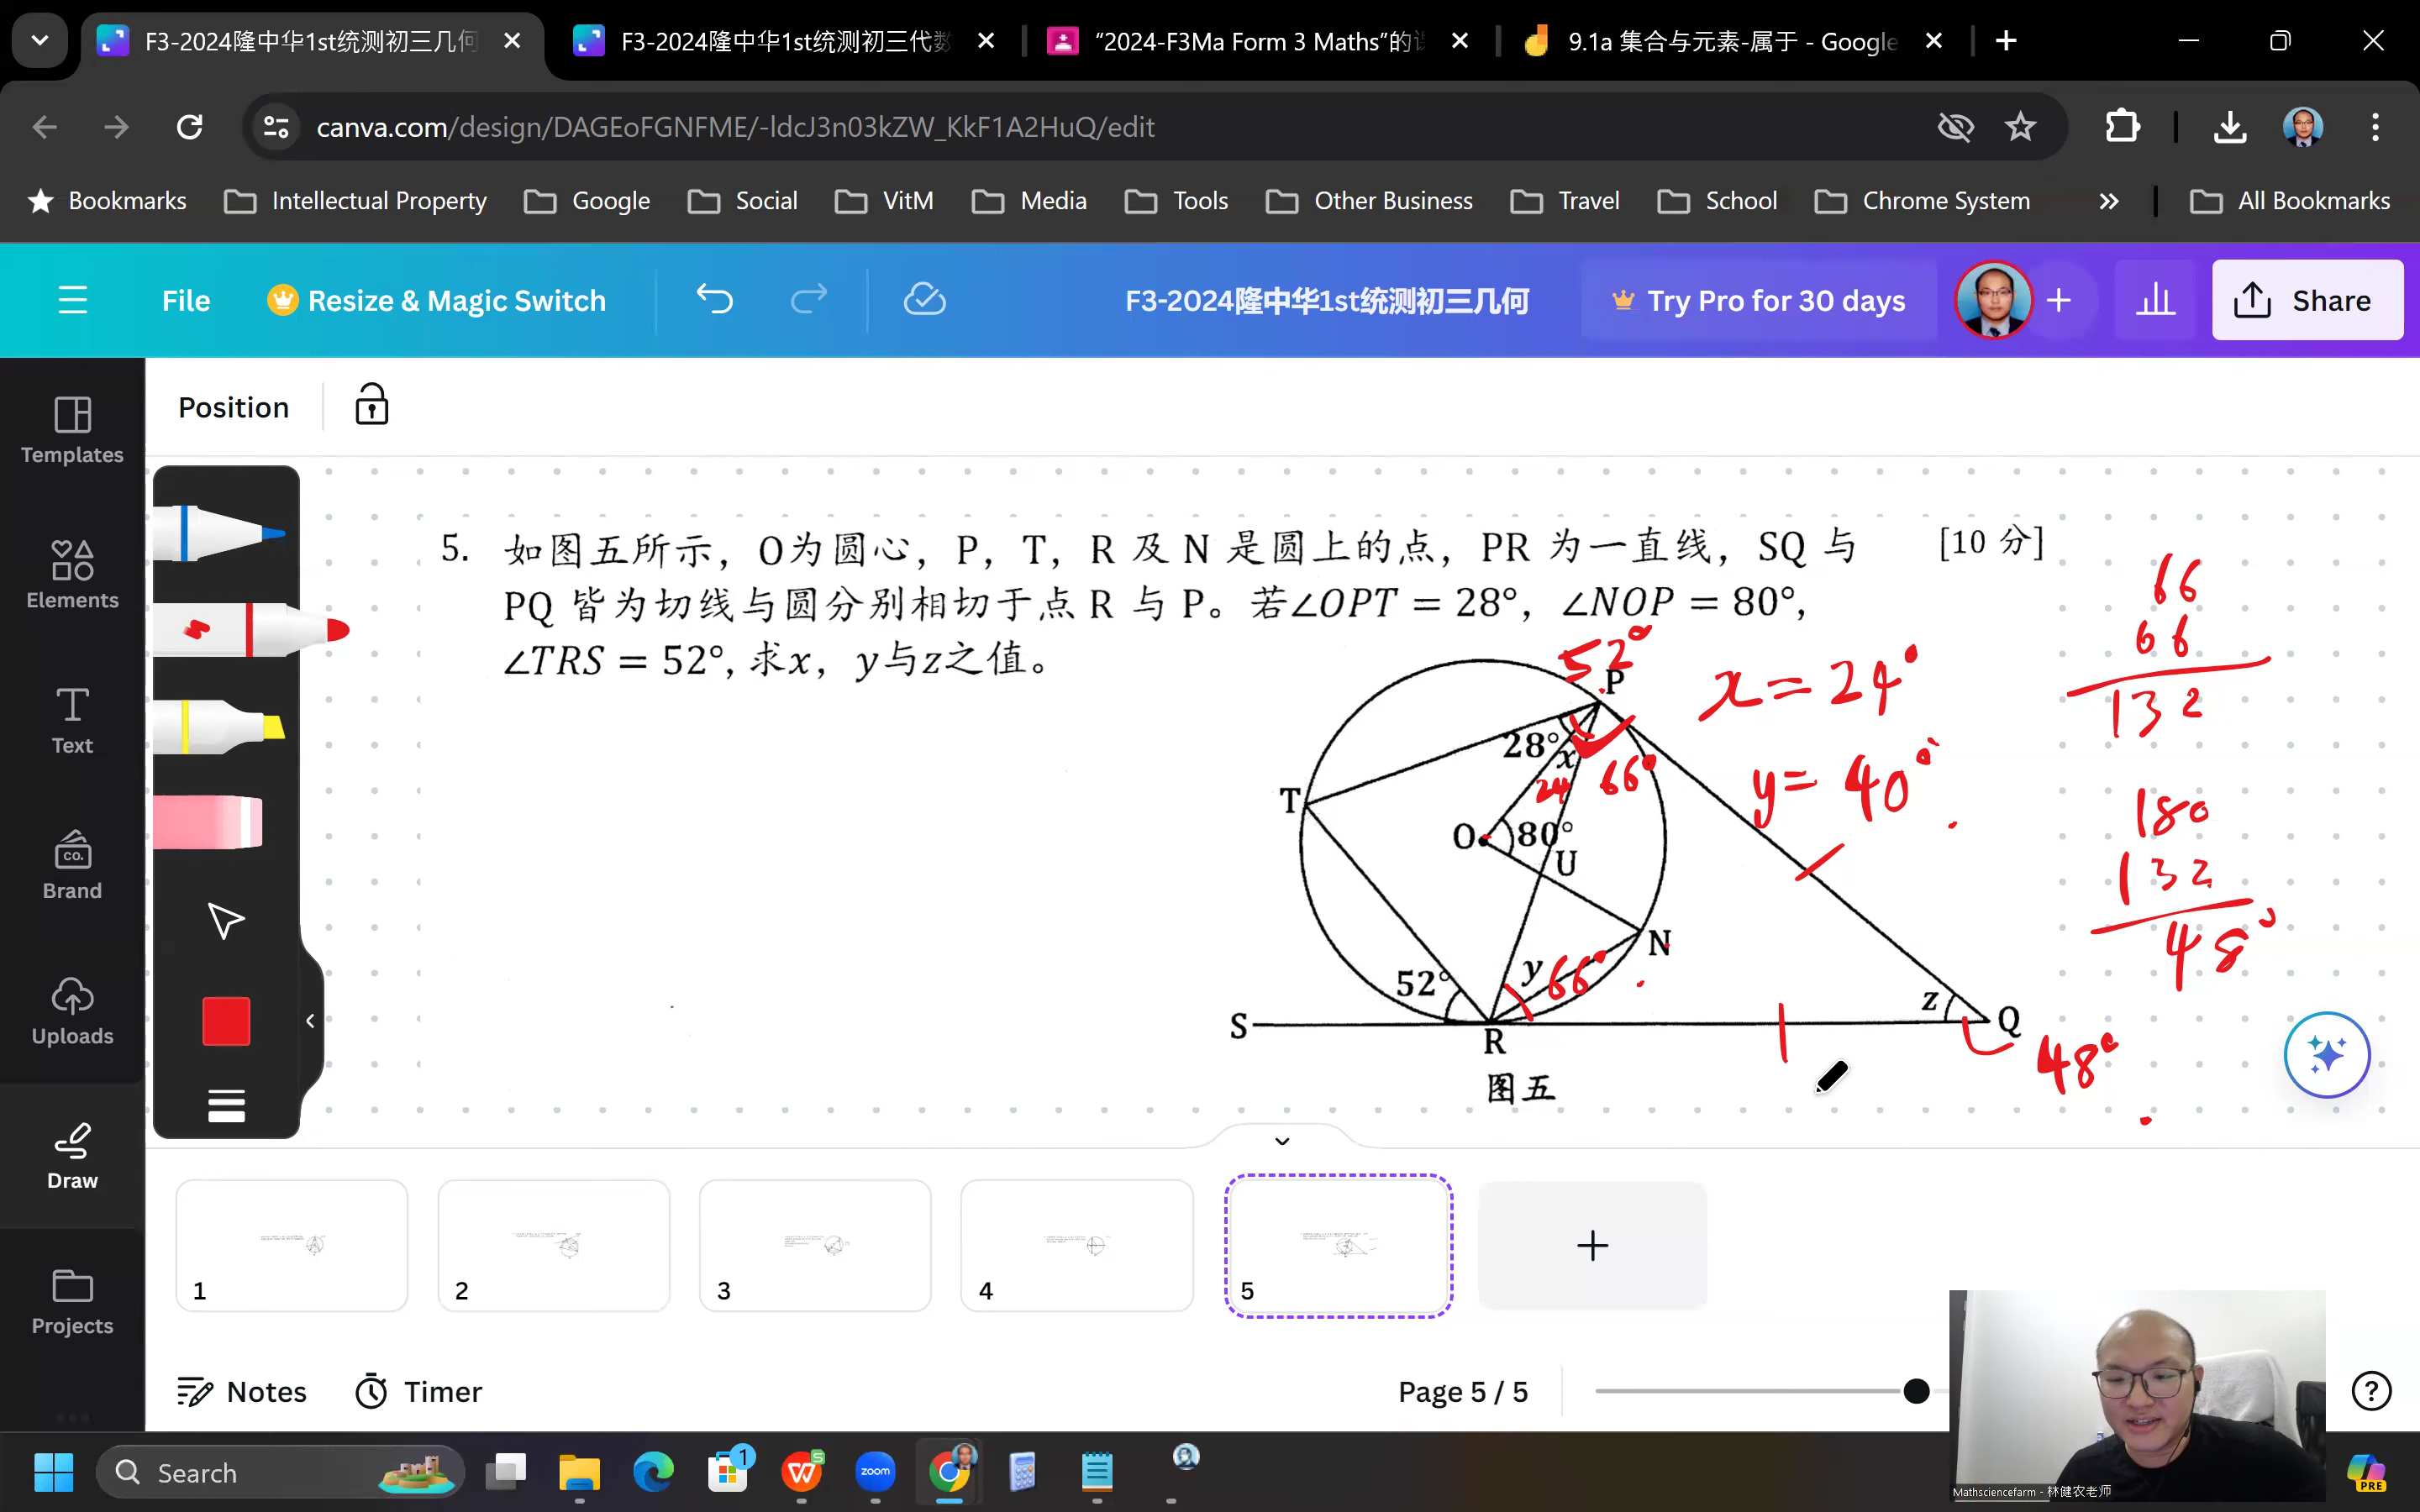 F3-2024隆中华1st统测初三几何
F3-2024隆中华1st统测初三代数
“2024-F3Ma Form 3 Maths”的
9.1a 集合与元素-属于 - Google
canva.com/design/DAGEoFGNFME/-ldcJ3n03kZW_KkF1A2HuQ/edit
Bookmarks
Intellectual Property
Google
Social
VitM
Media
Tools
Other Business
Travel
School
Chrome System
All Bookmarks
File
Resize & Magic Switch
F3-2024隆中华1st统测初三几何
Try Pro for 30 days
Share
Position
Templates
Elements
Text
Brand
Uploads
Draw
Projects
CO.
5. 如图五所示，O为圆心，P，T，R 及 N 是圆上的点，PR 为一直线，SQ 与 [10 分]
PQ 皆为切线与圆分别相切于点 R 与 P。若∠OPT = 28°，∠NOP = 80°，
∠TRS = 52°, 求x，y与z之值。
52°
P
28°
x
24
66°
T
O
80°
U
N
y
66°
52°
S
R
z
Q
48°
图五
x = 24°
y = 40°
66
66
132
180
132
48°
1
2
3
4
5
Notes
Timer
Page 5 / 5
Mathsciencefarm - 林健农老师
Search
1
zoom
PRE